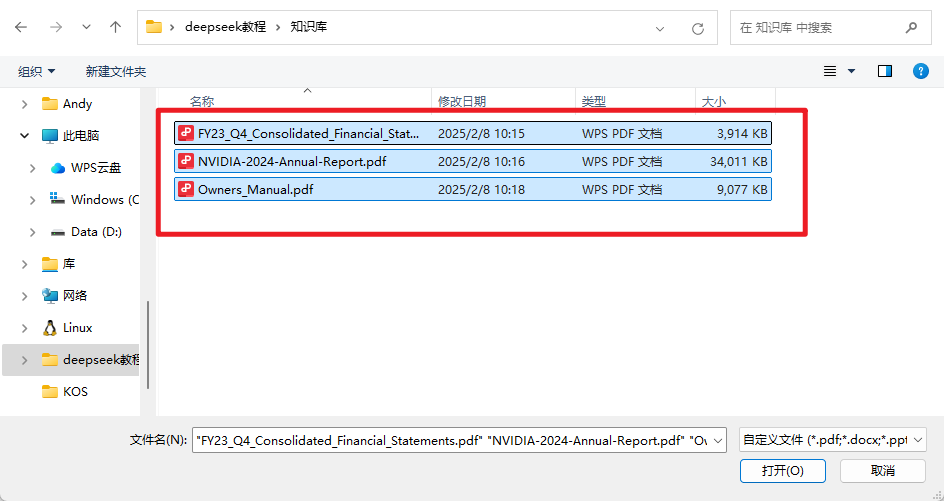 deepseek教程 › 知识库
在 知识库 中搜索
组织
新建文件夹
名称 修改日期 类型 大小
FY23_Q4_Consolidated_Financial_Stat... 2025/2/8 10:15 WPS PDF 文档 3,914 KB
NVIDIA-2024-Annual-Report.pdf 2025/2/8 10:16 WPS PDF 文档 34,011 KB
Owners_Manual.pdf 2025/2/8 10:18 WPS PDF 文档 9,077 KB
Andy
此电脑
WPS云盘
Windows (C
Data (D:)
库
网络
Linux
deepseek教程
KOS
文件名(N): "FY23_Q4_Consolidated_Financial_Statements.pdf" "NVIDIA-2024-Annual-Report.pdf" "Ow
自定义文件 (*.pdf;*.docx;*.ppt
打开(O)
取消